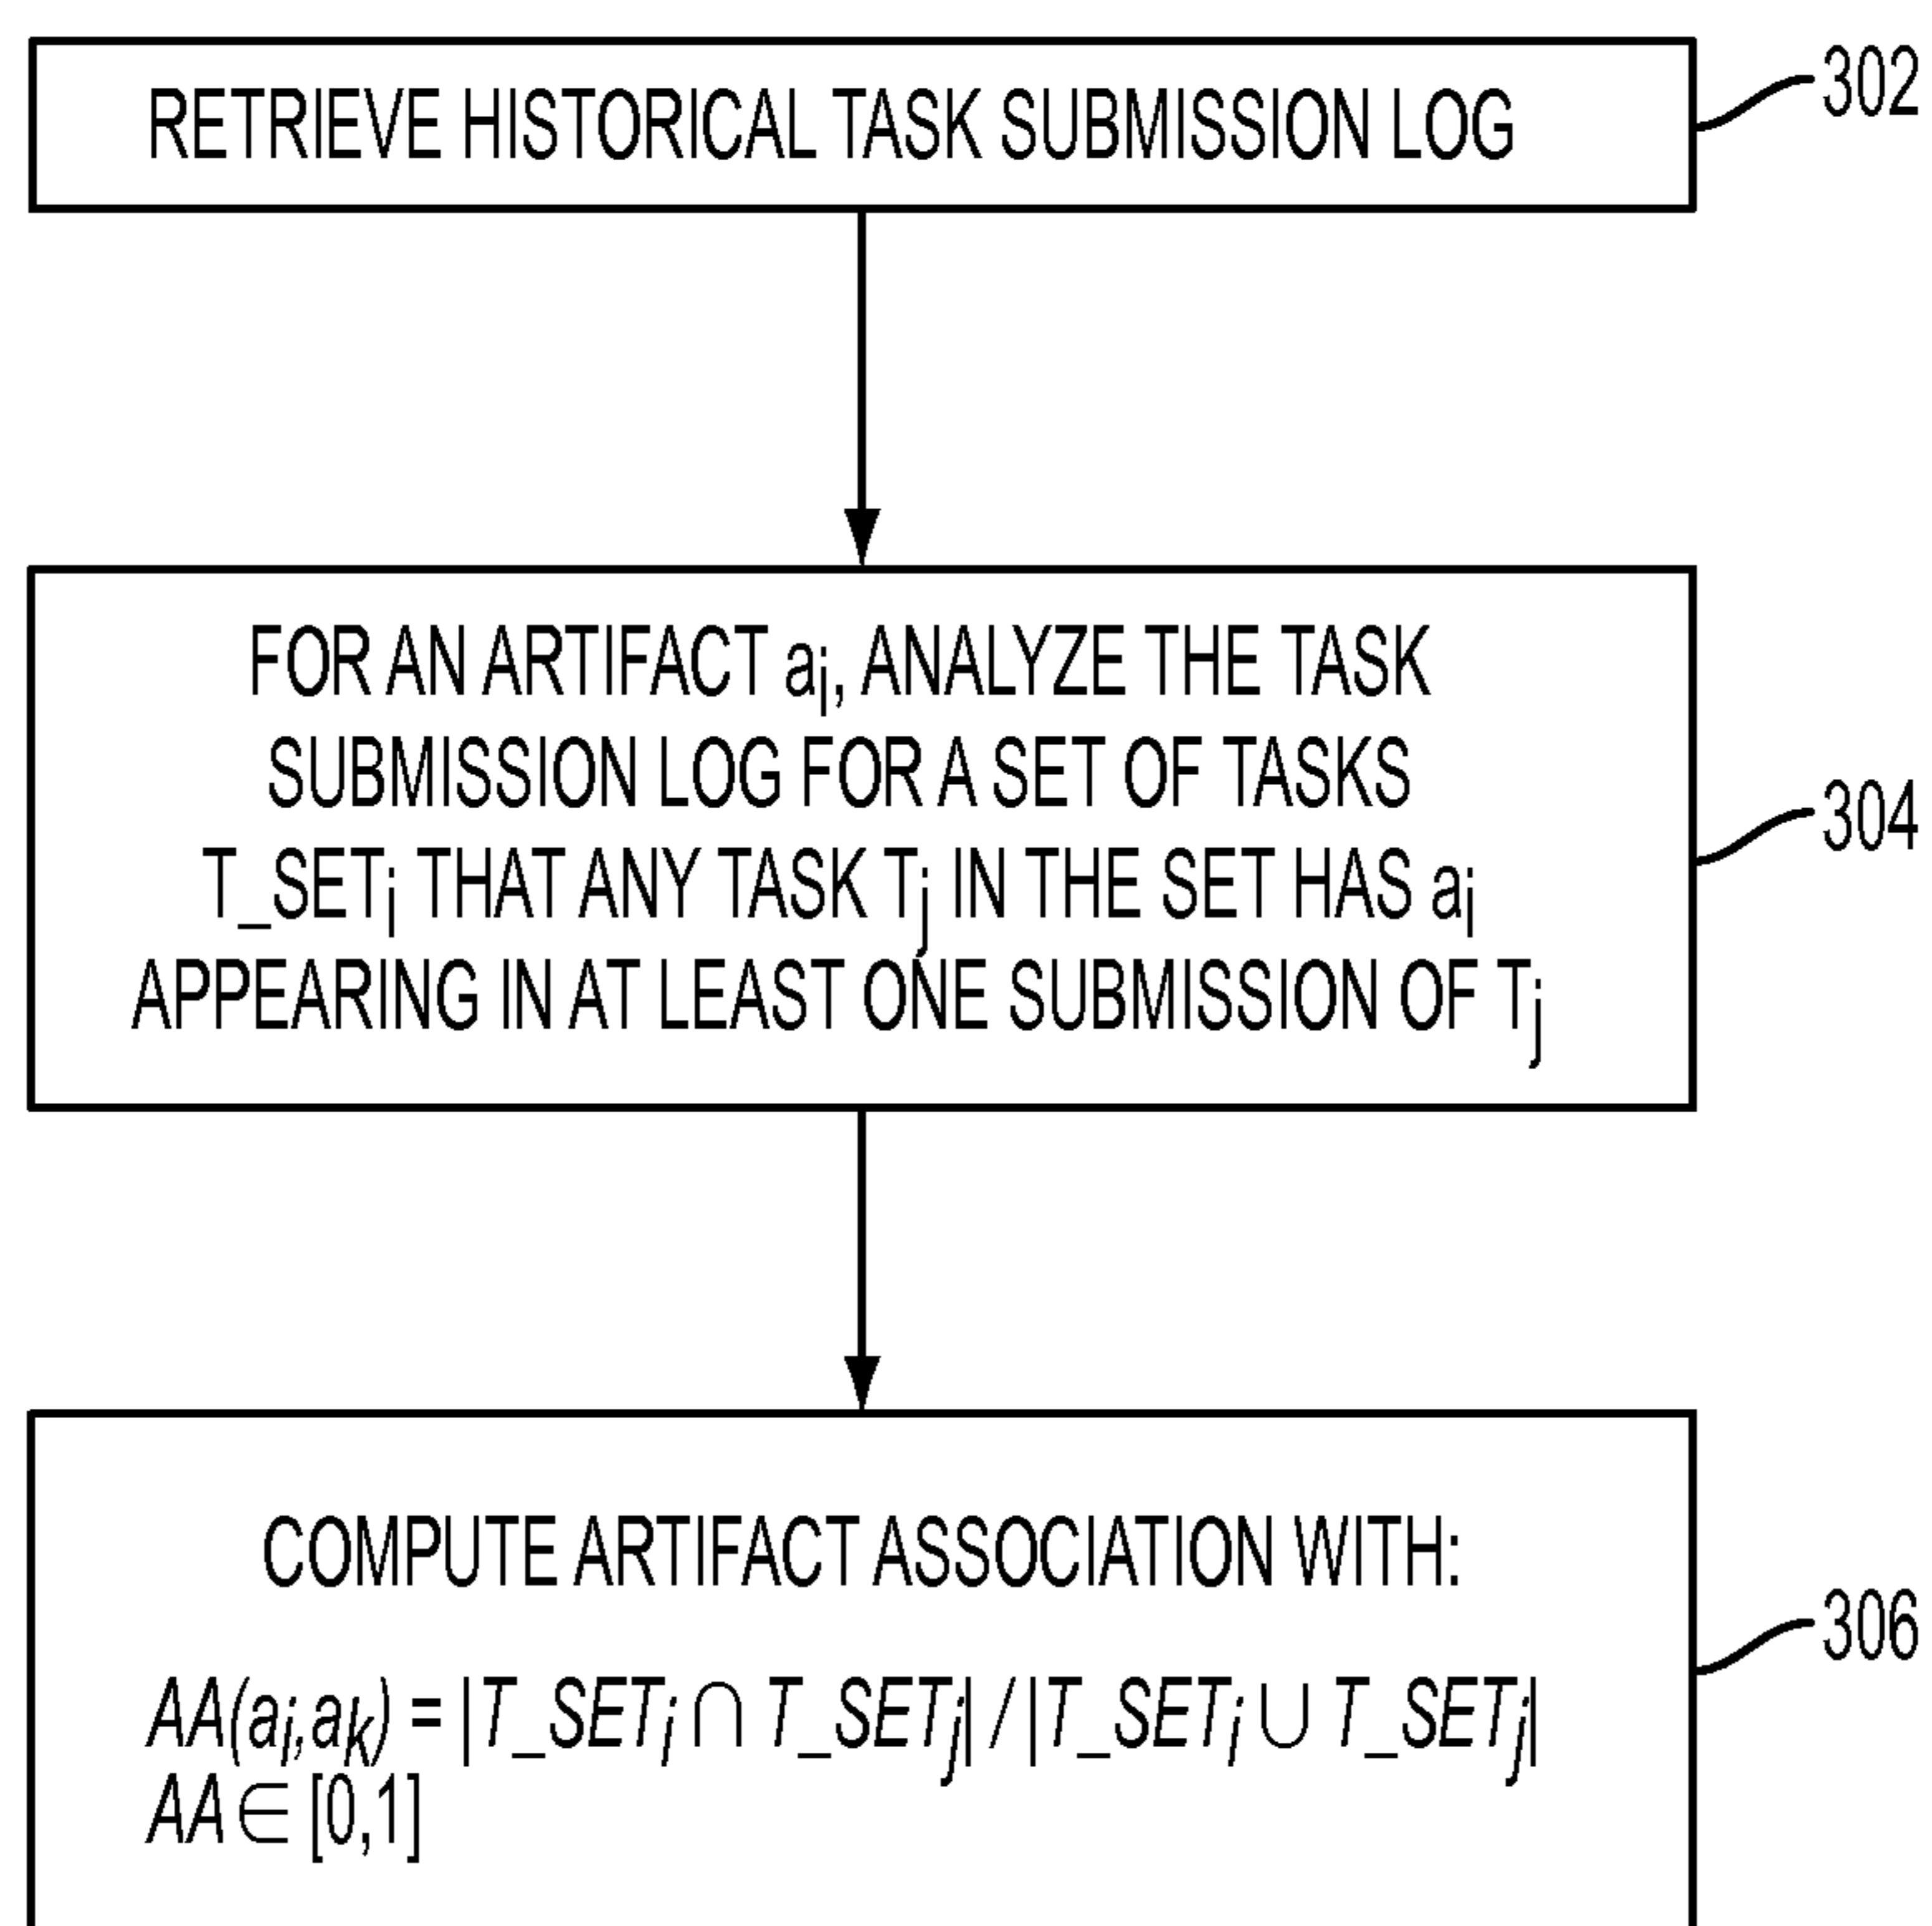 RETRIEVE HISTORICAL TASK SUBMISSION LOG
302
FOR AN ARTIFACT aᵢ, ANALYZE THE TASK
SUBMISSION LOG FOR A SET OF TASKS
T_SETᵢ THAT ANY TASK Tⱼ IN THE SET HAS aᵢ
APPEARING IN AT LEAST ONE SUBMISSION OF Tⱼ
304
COMPUTE ARTIFACT ASSOCIATION WITH:
AA(aᵢ,aₖ) = |T_SETᵢ ∩ T_SETⱼ| / |T_SETᵢ ∪ T_SETⱼ|
AA ∈ [0,1]
306